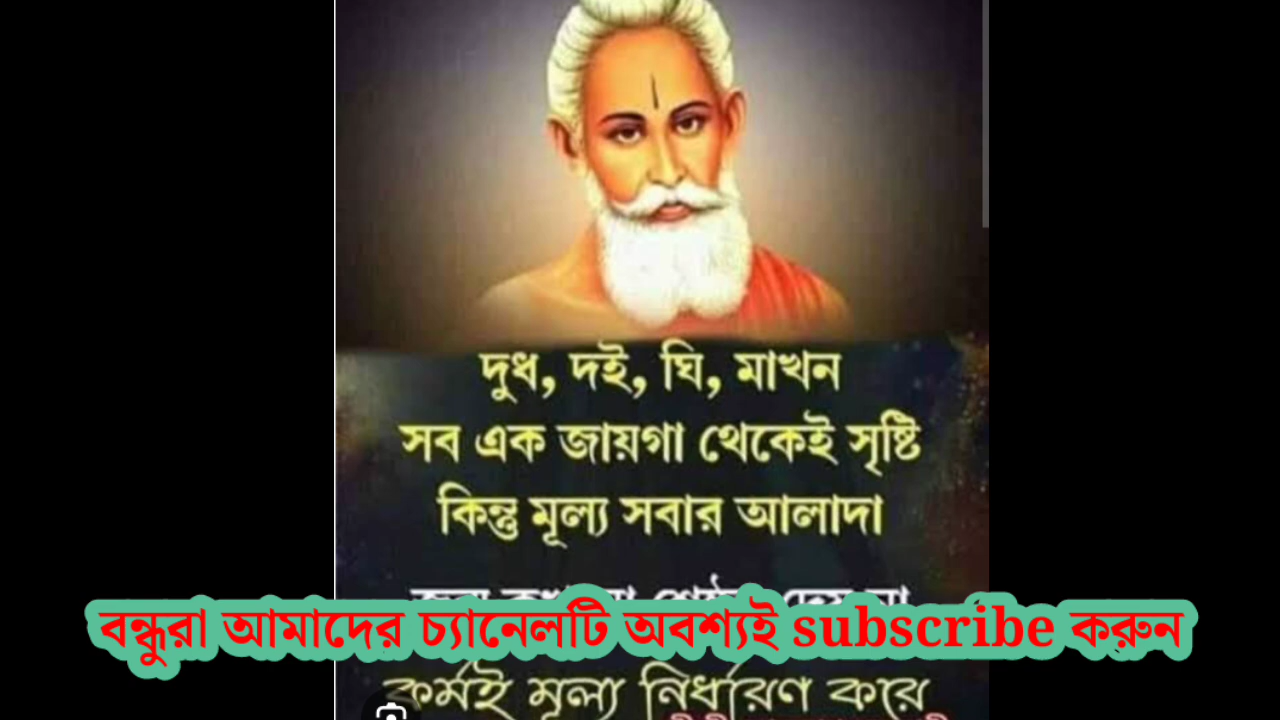 দুধ, দই, ঘি, মাখন
সব এক জায়গা থেকেই সৃষ্টি
কিন্তু মূল্য সবার আলাদা
বন্ধুরা আমাদের চ্যানেলটি অবশ্যই subscribe করুন
কর্মই মূল্য নির্ধারণ করে